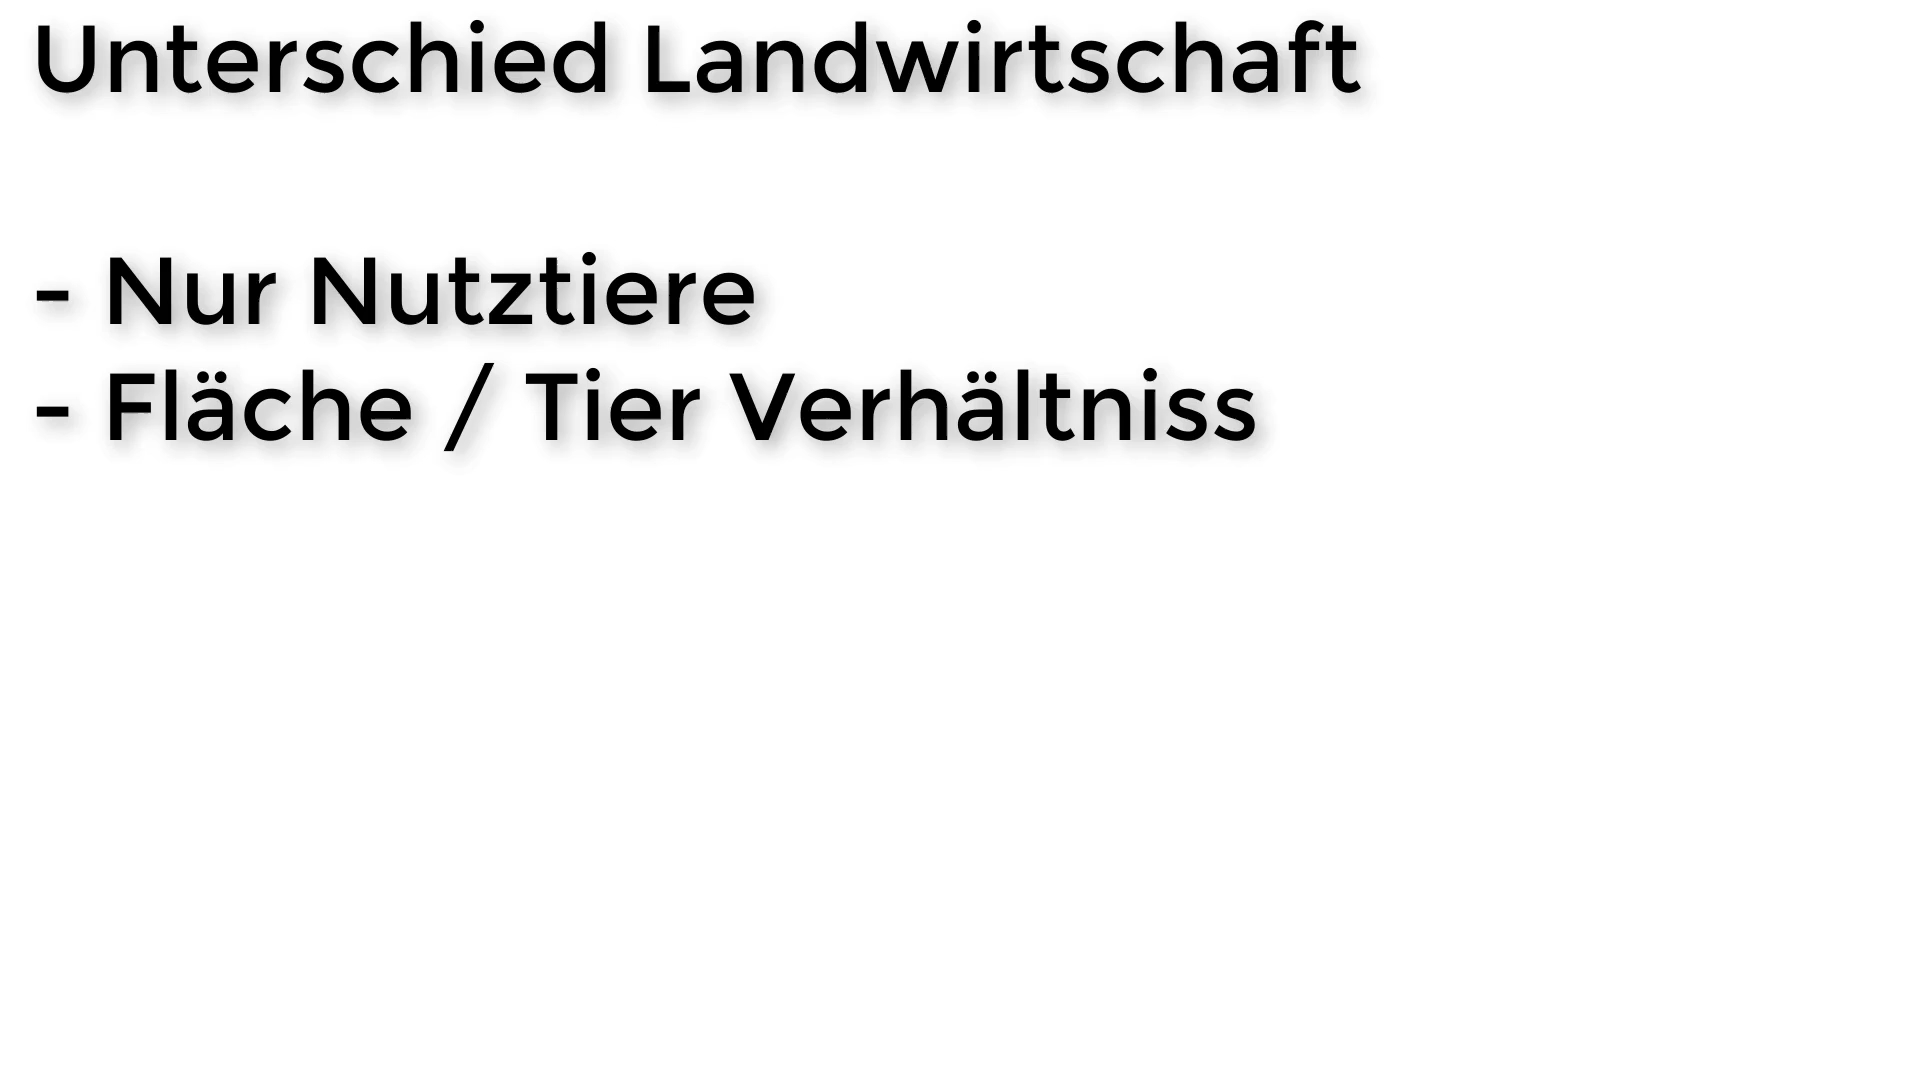 Unterschied Landwirtschaft
- Nur Nutztiere
- Fläche / Tier Verhältniss